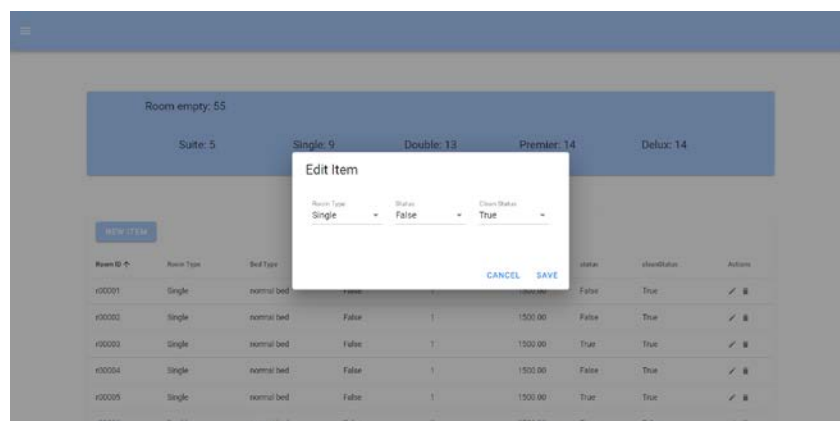 Room empty: 55
Suite: 5 Single: 9 Double: 13 Premier: 14 Delux: 14
Edit Item
Room Type Status Clean Status
Single False True
CANCEL SAVE
NEW ITEM
Room ID Room Type Bed Type status cleanStatus Actions
r00001 Single normal bed False 1 1500.00 False True
r00002 Single normal bed False 1 1500.00 False True
r00003 Single normal bed False 1 1500.00 True True
r00004 Single normal bed False 1 1500.00 False True
r00005 Single normal bed False 1 1500.00 True True